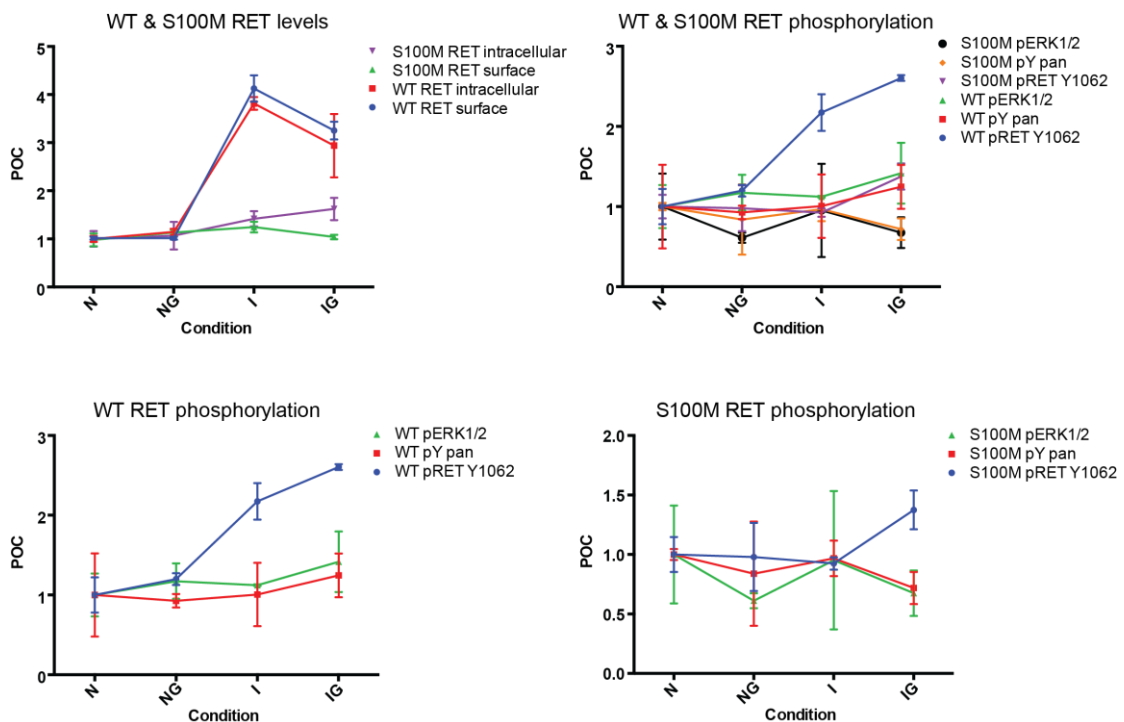 WT & S100M RET levels
5
4
3
2
1
0
POC
N
NG
I
IG
Condition
S100M RET intracellular
S100M RET surface
WT RET intracellular
WT RET surface
WT & S100M RET phosphorylation
3
2
1
0
POC
N
NG
I
IG
Condition
S100M pERK1/2
S100M pY pan
S100M pRET Y1062
WT pERK1/2
WT pY pan
WT pRET Y1062
WT RET phosphorylation
3
2
1
0
POC
N
NG
I
IG
Condition
WT pERK1/2
WT pY pan
WT pRET Y1062
S100M RET phosphorylation
2.0
1.5
1.0
0.5
0.0
POC
N
NG
I
IG
Condition
S100M pERK1/2
S100M pY pan
S100M pRET Y1062